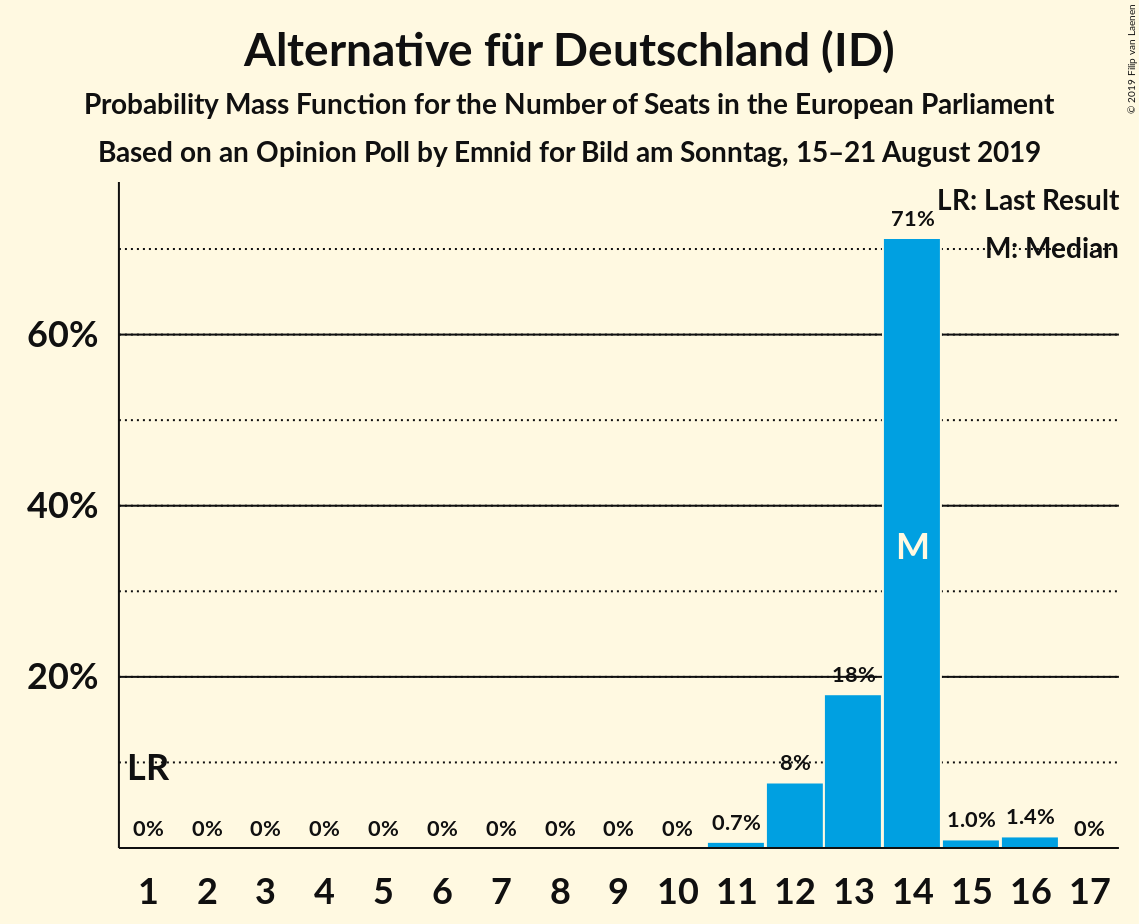 Alternative für Deutschland (ID)
Probability Mass Function for the Number of Seats in the European Parliament
Based on an Opinion Poll by Emnid for Bild am Sonntag, 15–21 August 2019
© 2019 Filip van Laenen
LR: Last Result
M: Median
71%
60%
40%
M
20%
18%
LR
8%
0% 0% 0% 0% 0% 0% 0% 0% 0% 0% 0.7% 1.0% 1.4% 0%
1 2 3 4 5 6 7 8 9 10 11 12 13 14 15 16 17